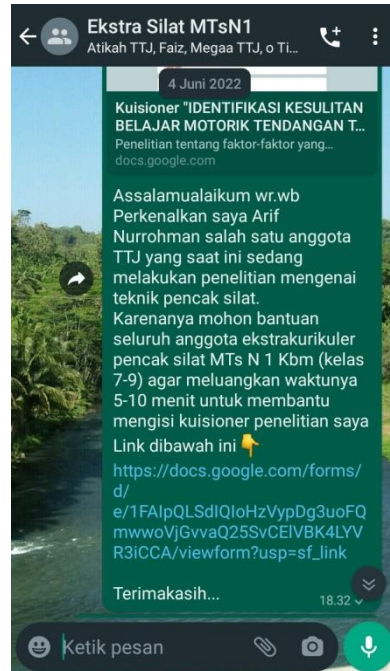 Ekstra Silat MTsN1
Atikah TTJ, Faiz, Megaa TTJ, o Ti...
4 Juni 2022
Kuisioner "IDENTIFIKASI KESULITAN
BELAJAR MOTORIK TENDANGAN T...
Penelitian tentang faktor-faktor yang...
docs.google.com
Assalamualaikum wr.wb
Perkenalkan saya Arif
Nurrohman salah satu anggota
TTJ yang saat ini sedang
melakukan penelitian mengenai
teknik pencak silat.
Karenanya mohon bantuan
seluruh anggota ekstrakurikuler
pencak silat MTs N 1 Kbm (kelas
7-9) agar meluangkan waktunya
5-10 menit untuk membantu
mengisi kuisioner penelitian saya
Link dibawah ini👇
https://docs.google.com/forms/
d/
e/1FAIpQLSdIQIoHzVypDg3uoFQ
mwwoVjGvvaQ25SvCEIVBK4LYV
R3iCCA/viewform?usp=sf_link
Terimakasih...
18.32
Ketik pesan